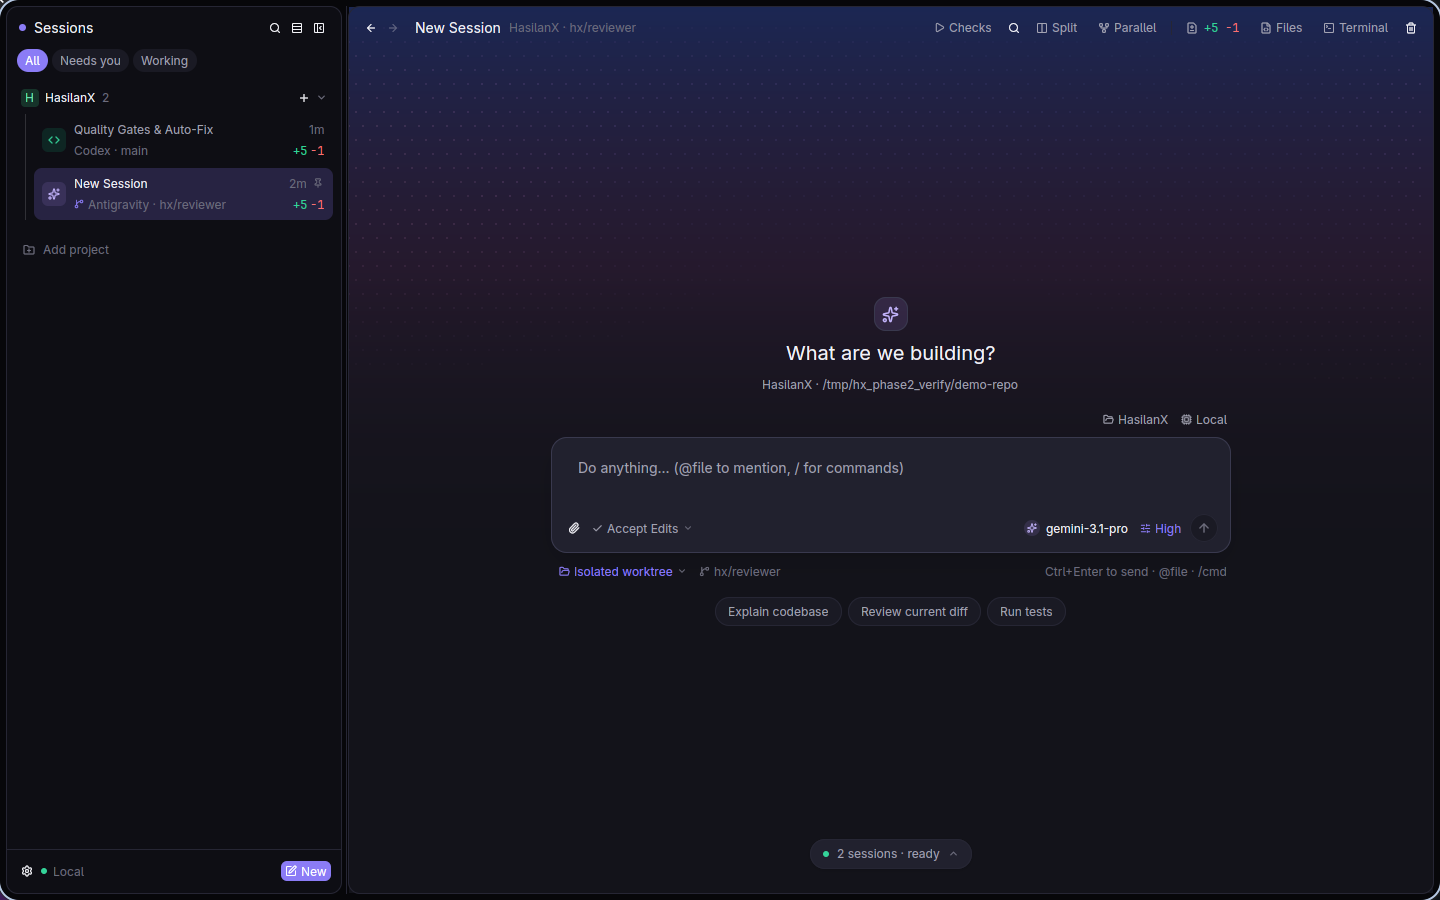 Sessions
All
Needs you
Working
H
HasilanX 2
Quality Gates & Auto-Fix
1m
Codex · main
+5 -1
New Session
2m
Antigravity · hx/reviewer
+5 -1
Add project
Local
New
New Session
HasilanX · hx/reviewer
Checks
Split
Parallel
+5 -1
Files
Terminal
What are we building?
HasilanX · /tmp/hx_phase2_verify/demo-repo
HasilanX
Local
Do anything... (@file to mention, / for commands)
Accept Edits
gemini-3.1-pro
High
Isolated worktree
hx/reviewer
Ctrl+Enter to send · @file · /cmd
Explain codebase
Review current diff
Run tests
2 sessions · ready